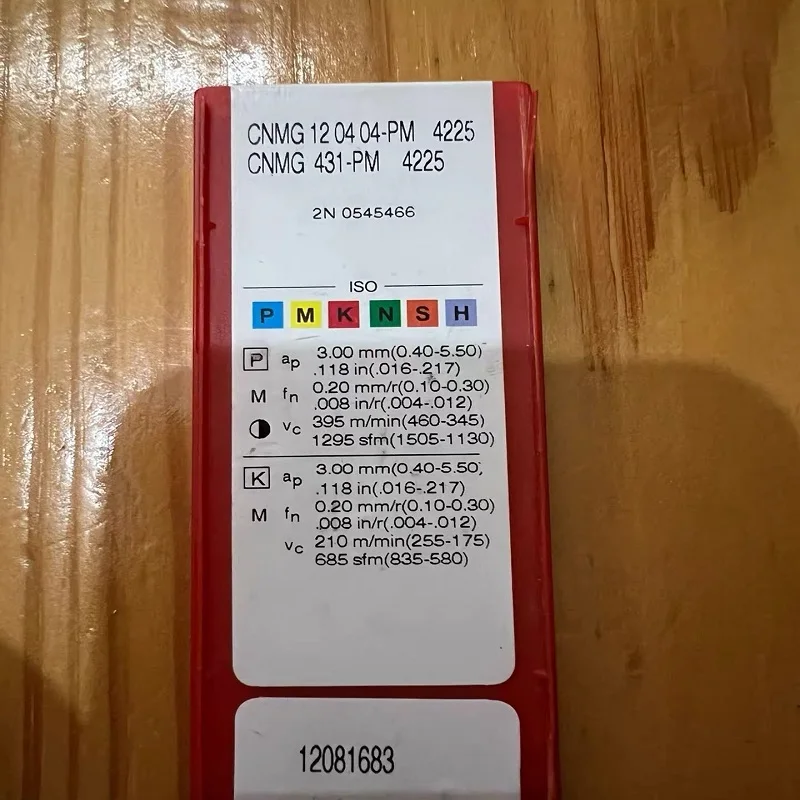 CNMG 12 04 04-PM 4225
CNMG 431-PM 4225
2N 0545466
ISO
P M K N S H
P ap 3.00 mm(0.40-5.50)
.118 in(.016-.217)
M fn 0.20 mm/r(0.10-0.30)
.008 in/r(.004-.012)
vc 395 m/min(460-345)
1295 sfm(1505-1130)
K ap 3.00 mm(0.40-5.50)
.118 in(.016-.217)
M fn 0.20 mm/r(0.10-0.30)
.008 in/r(.004-.012)
vc 210 m/min(255-175)
685 sfm(835-580)
12081683